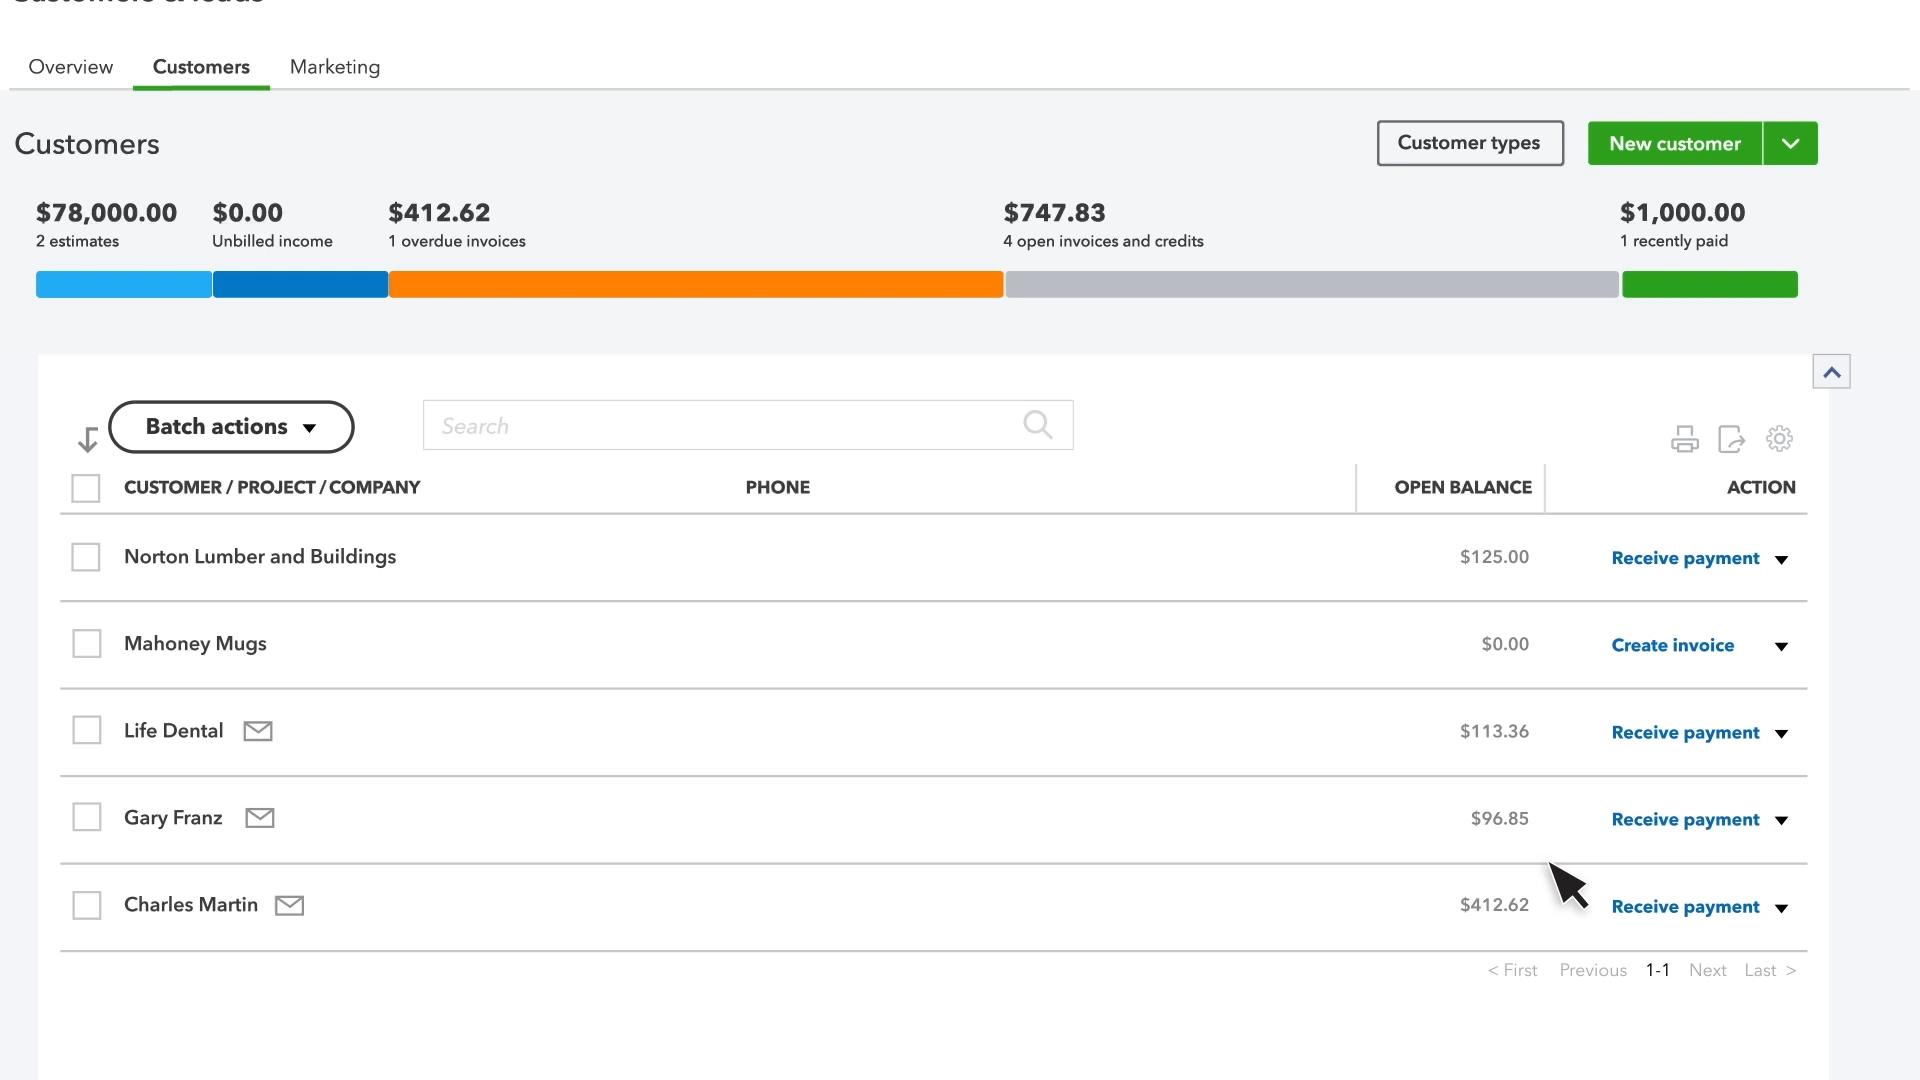 Customers & leads
Overview Customers Marketing
Customers
Customer types
New customer
$78,000.00 $0.00 $412.62 $747.83 $1,000.00
2 estimates Unbilled income 1 overdue invoices 4 open invoices and credits 1 recently paid
Batch actions
Search
CUSTOMER / PROJECT / COMPANY PHONE OPEN BALANCE ACTION
Norton Lumber and Buildings $125.00 Receive payment
Mahoney Mugs $0.00 Create invoice
Life Dental $113.36 Receive payment
Gary Franz $96.85 Receive payment
Charles Martin $412.62 Receive payment
< First Previous 1-1 Next Last >